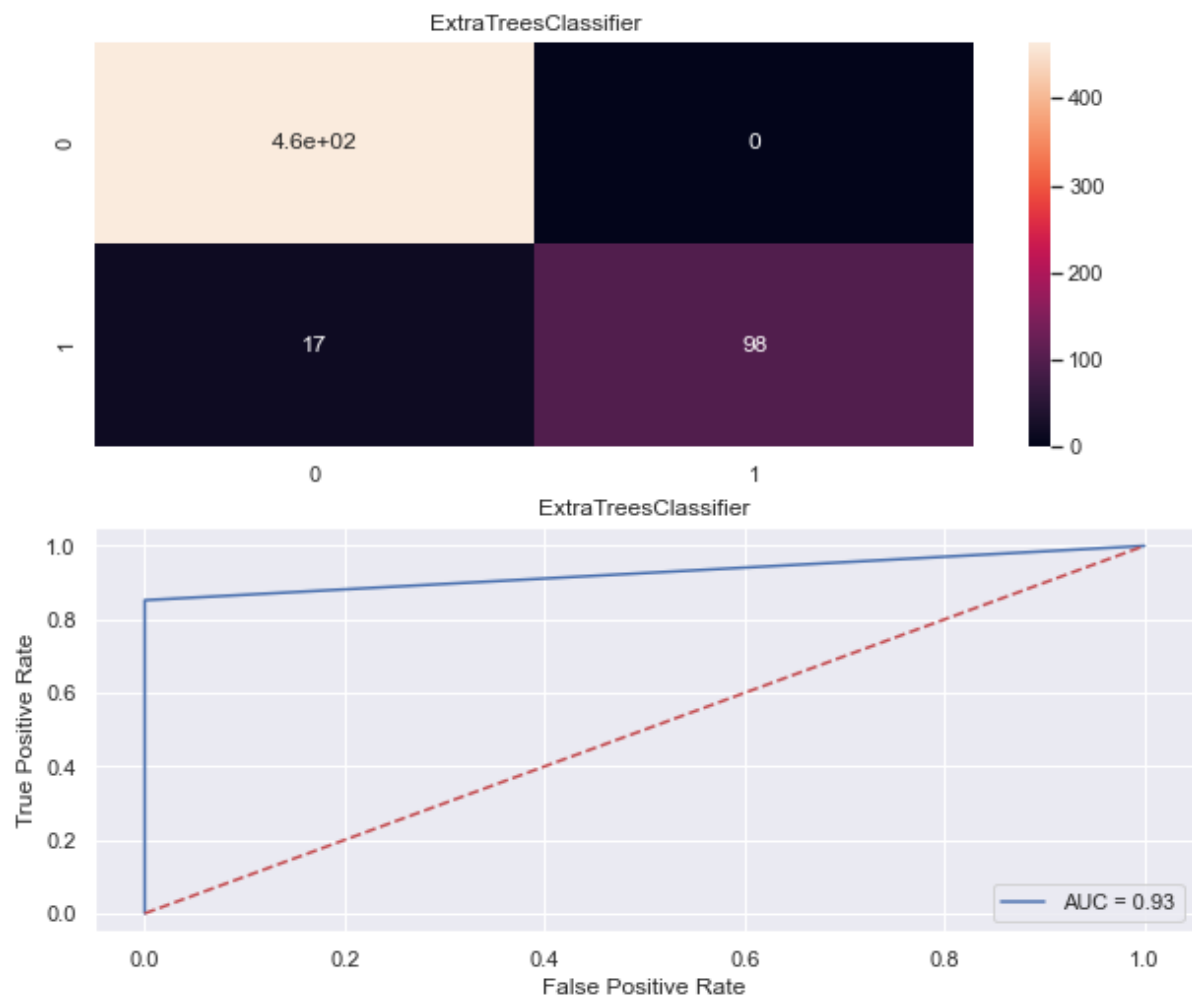 ExtraTreesClassifier
0
4.6e+02
0
400
300
200
100
0
1
17
98
0
1
ExtraTreesClassifier
True Positive Rate
1.0
0.8
0.6
0.4
0.2
0.0
AUC = 0.93
0.0 0.2 0.4 0.6 0.8 1.0
False Positive Rate